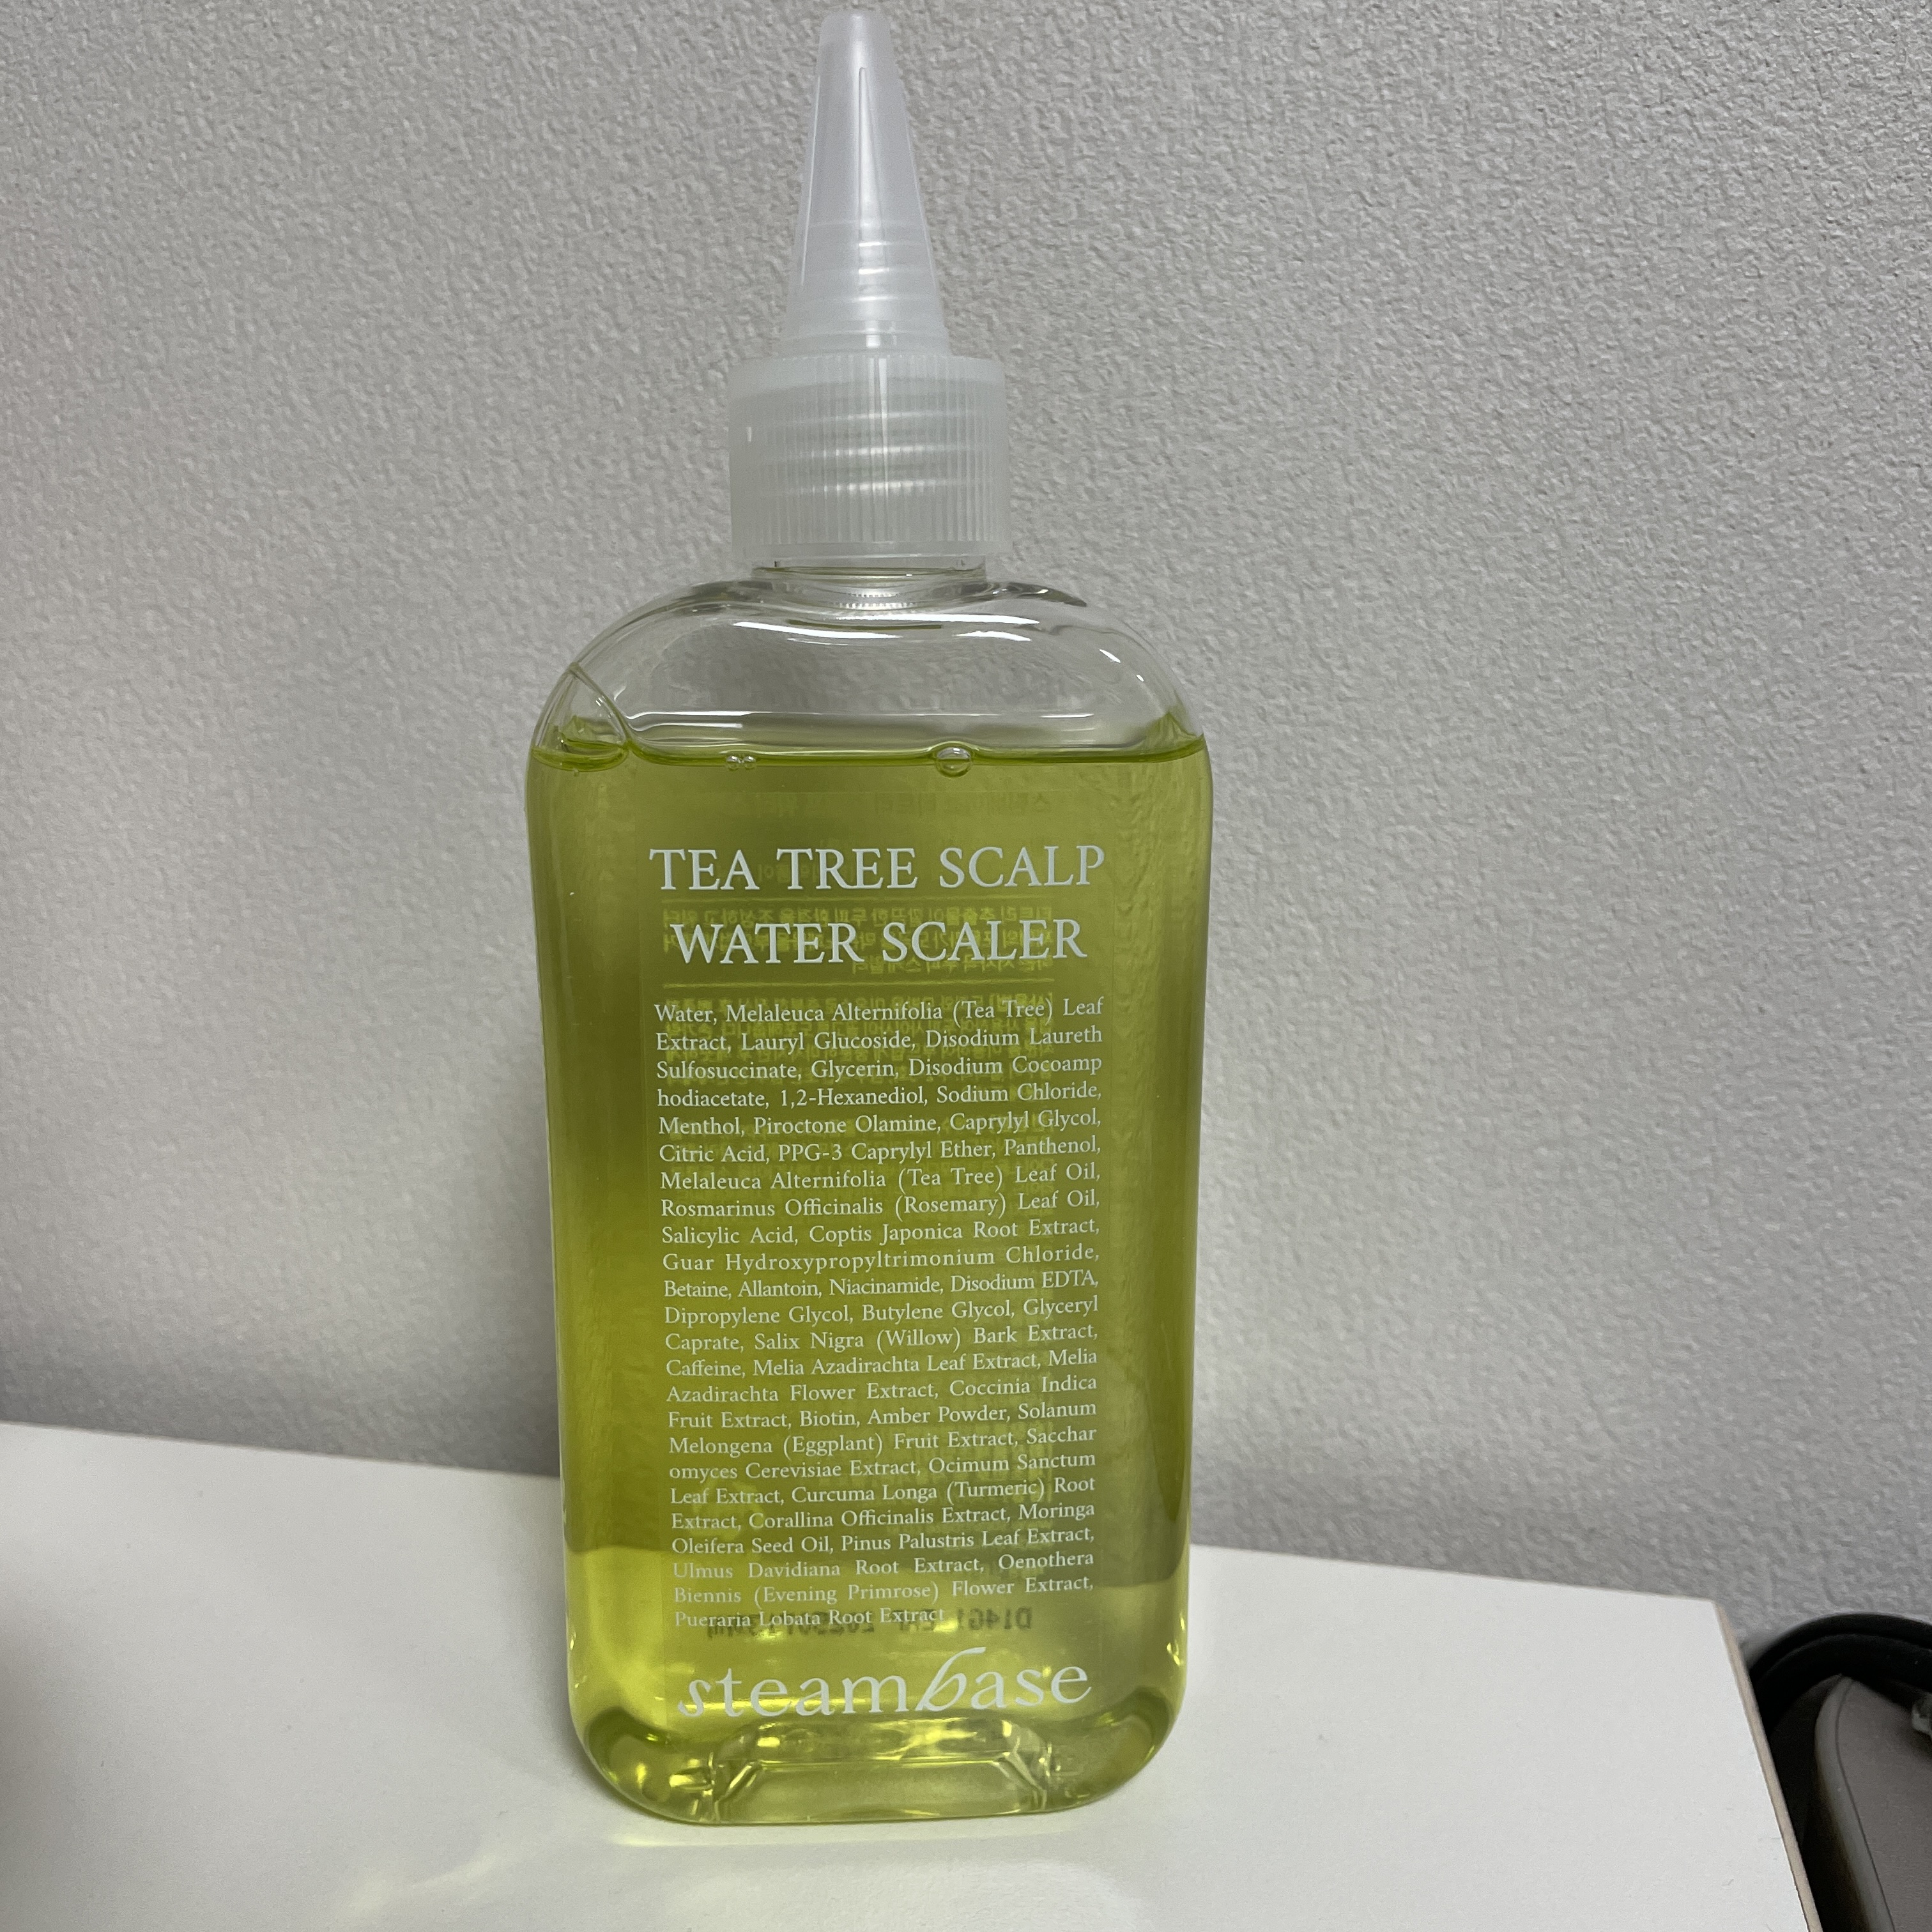 TEA TREE SCALP
WATER SCALER
Water, Melaleuca Alternifolia (Tea Tree) Leaf
Extract, Lauryl Glucoside, Disodium Laureth
Sulfosuccinate, Glycerin, Disodium Cocoamp
hodiacetate, 1,2-Hexanediol, Sodium Chloride,
Menthol, Piroctone Olamine, Caprylyl Glycol,
Citric Acid, PPG-3 Caprylyl Ether, Panthenol,
Melaleuca Alternifolia (Tea Tree) Leaf Oil,
Rosmarinus Officinalis (Rosemary) Leaf Oil,
Salicylic Acid, Coptis Japonica Root Extract,
Guar Hydroxypropyltrimonium Chloride,
Betaine, Allantoin, Niacinamide, Disodium EDTA,
Dipropylene Glycol, Butylene Glycol, Glyceryl
Caprate, Salix Nigra (Willow) Bark Extract,
Caffeine, Melia Azadirachta Leaf Extract, Melia
Azadirachta Flower Extract, Coccinia Indica
Fruit Extract, Biotin, Amber Powder, Solanum
Melongena (Eggplant) Fruit Extract, Sacchar
omyces Cerevisiae Extract, Ocimum Sanctum
Leaf Extract, Curcuma Longa (Turmeric) Root
Extract, Corallina Officinalis Extract, Moringa
Oleifera Seed Oil, Pinus Palustris Leaf Extract,
Ulmus Davidiana Root Extract, Oenothera
Biennis (Evening Primrose) Flower Extract,
Pueraria Lobata Root Extract
steambase